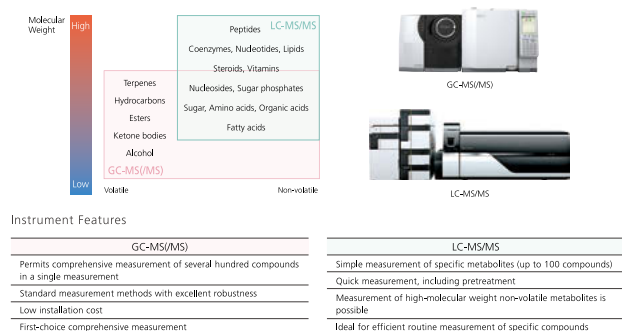 Molecular
Weight
High
Low
LC-MS/MS
Peptides
Coenzymes, Nucleotides, Lipids
Steroids, Vitamins
Nucleosides, Sugar phosphates
Sugar, Amino acids, Organic acids
Fatty acids
Terpenes
Hydrocarbons
Esters
Ketone bodies
Alcohol
GC-MS(/MS)
Volatile
Non-volatile
GC-MS(/MS)
LC-MS/MS
Instrument Features
GC-MS(/MS)
Permits comprehensive measurement of several hundred compounds
in a single measurement
Standard measurement methods with excellent robustness
Low installation cost
First-choice comprehensive measurement
LC-MS/MS
Simple measurement of specific metabolites (up to 100 compounds)
Quick measurement, including pretreatment
Measurement of high-molecular weight non-volatile metabolites is
possible
Ideal for efficient routine measurement of specific compounds